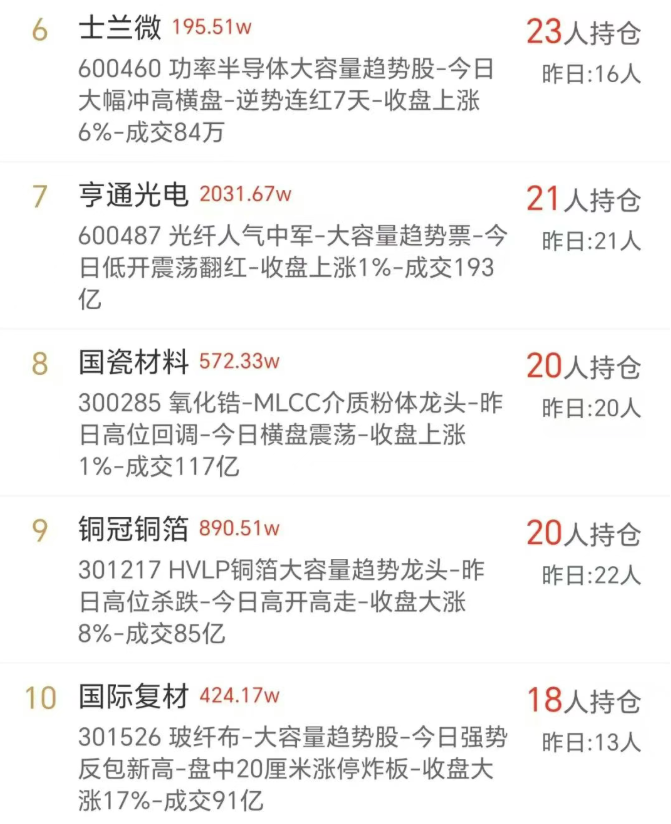 6 士兰微 195.51w 23人持仓
600460 功率半导体大容量趋势股-今日 昨日:16人
大幅冲高横盘-逆势连红7天-收盘上涨
6%-成交84万
7 亨通光电 2031.67w 21人持仓
600487 光纤人气中军-大容量趋势票-今 昨日:21人
日低开震荡翻红-收盘上涨1%-成交193
亿
8 国瓷材料 572.33w 20人持仓
300285 氧化锆-MLCC介质粉体龙头-昨 昨日:20人
日高位回调-今日横盘震荡-收盘上涨
1%-成交117亿
9 铜冠铜箔 890.51w 20人持仓
301217 HVLP铜箔大容量趋势龙头-昨 昨日:22人
日高位杀跌-今日高开高走-收盘大涨
8%-成交85亿
10 国际复材 424.17w 18人持仓
301526 玻纤布-大容量趋势股-今日强势 昨日:13人
反包新高-盘中20厘米涨停炸板-收盘大
涨17%-成交91亿